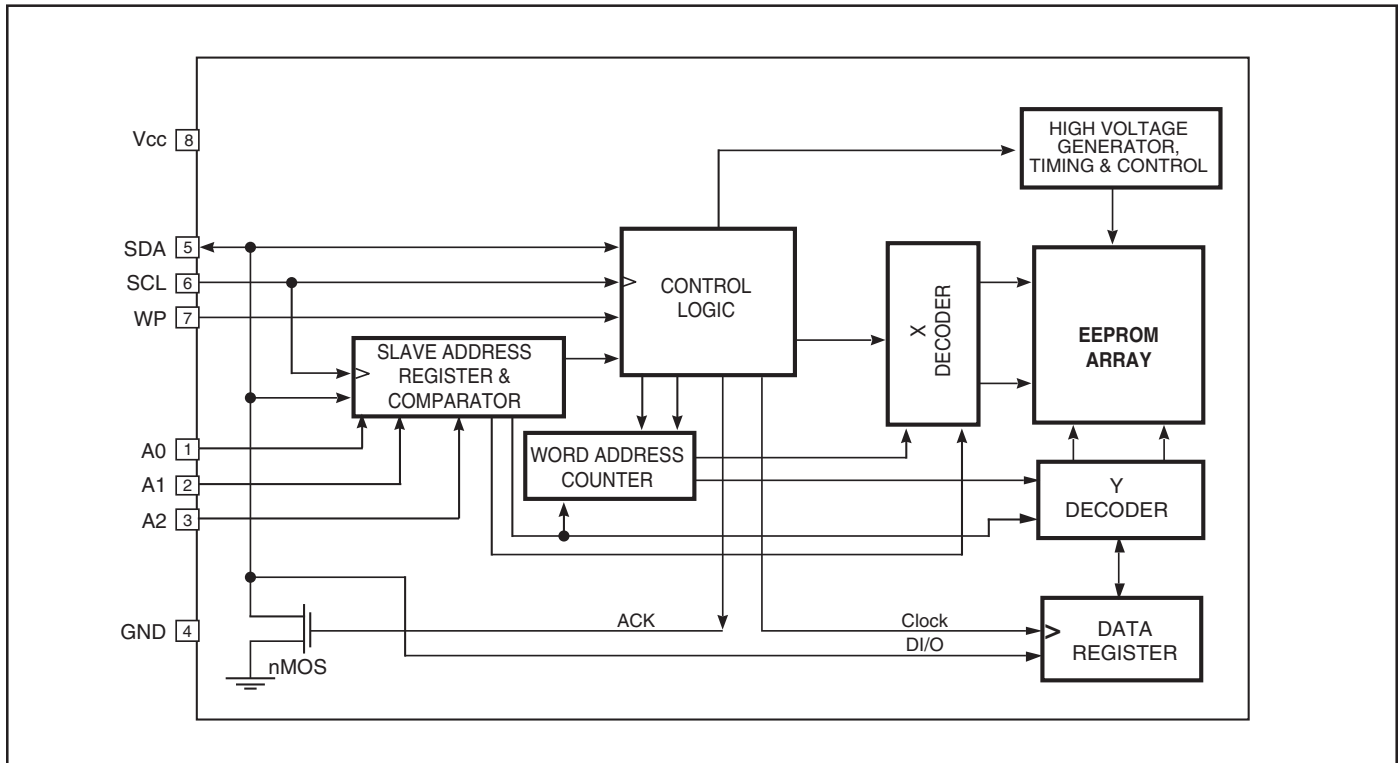 HIGH VOLTAGE
GENERATOR,
TIMING & CONTROL
Vcc 8
SDA 5
SCL 6
WP 7
CONTROL
LOGIC
X
DECODER
EEPROM
ARRAY
SLAVE ADDRESS
REGISTER &
COMPARATOR
A0 1
A1 2
A2 3
WORD ADDRESS
COUNTER
Y
DECODER
GND 4
nMOS
ACK
Clock
DI/O
DATA
REGISTER